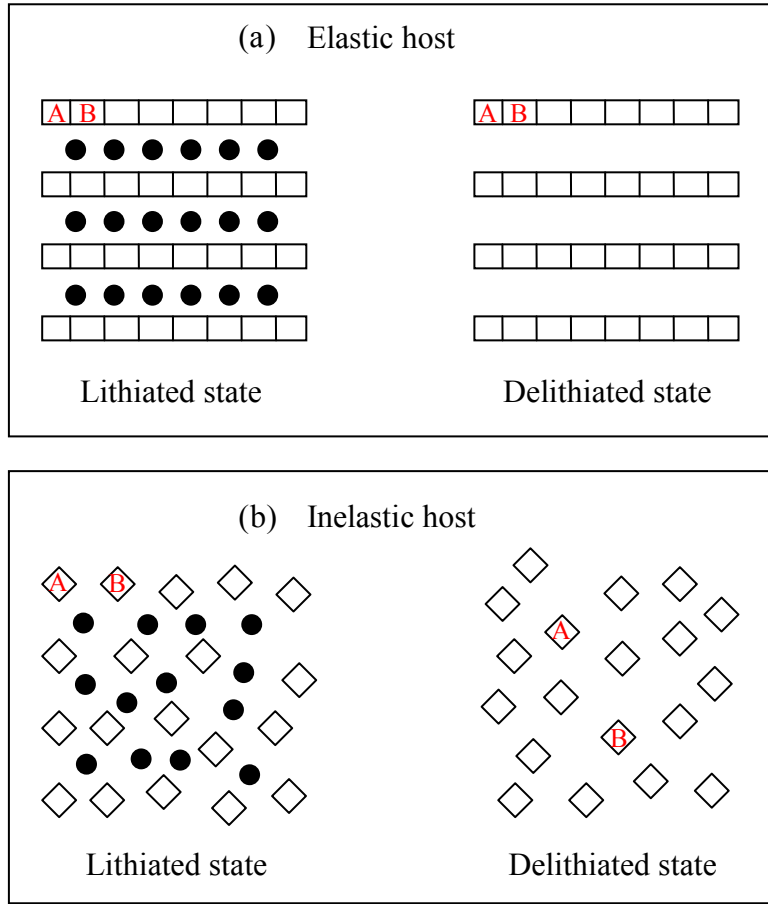 (a) Elastic host
A B
A B
Lithiated state
Delithiated state
(b) Inelastic host
A B
A
B
Lithiated state
Delithiated state